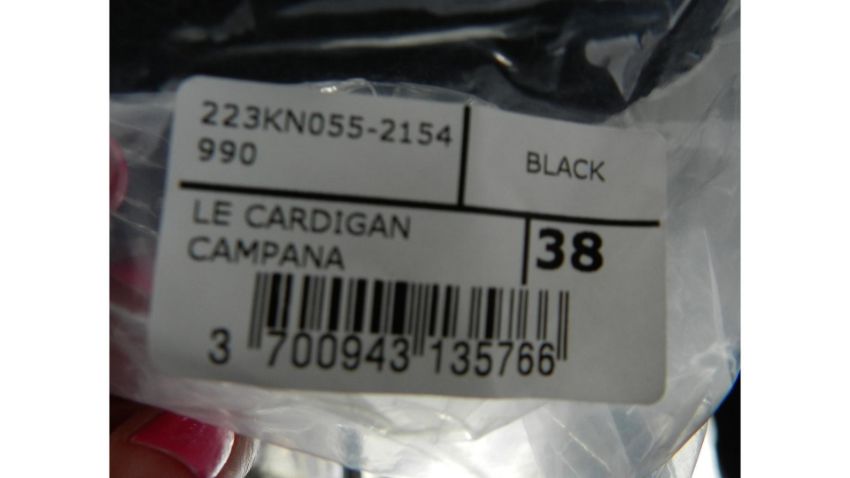 223KN055-2154
990
BLACK
LE CARDIGAN
CAMPANA
38
3 700943 135766